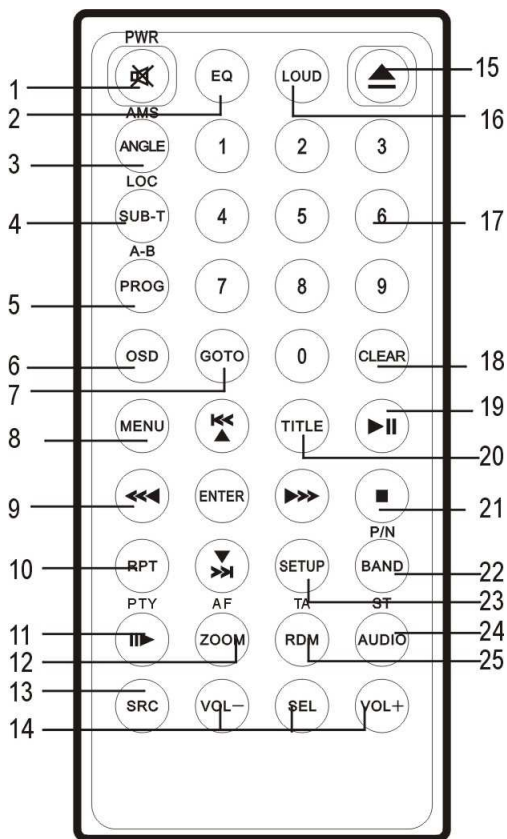 PWR
1
EQ
LOUD
15
2
16
AMS
3
ANGLE
1
2
3
LOC
4
SUB-T
4
5
6
17
A-B
5
PROG
7
8
9
6
OSD
GOTO
0
CLEAR
18
7
19
8
MENU
TITLE
20
9
ENTER
21
P/N
10
RPT
SETUP
BAND
22
23
PTY
AF
TA
ST
11
24
12
ZOOM
RDM
AUDIO
25
13
SRC
VOL-
SEL
VOL+
14